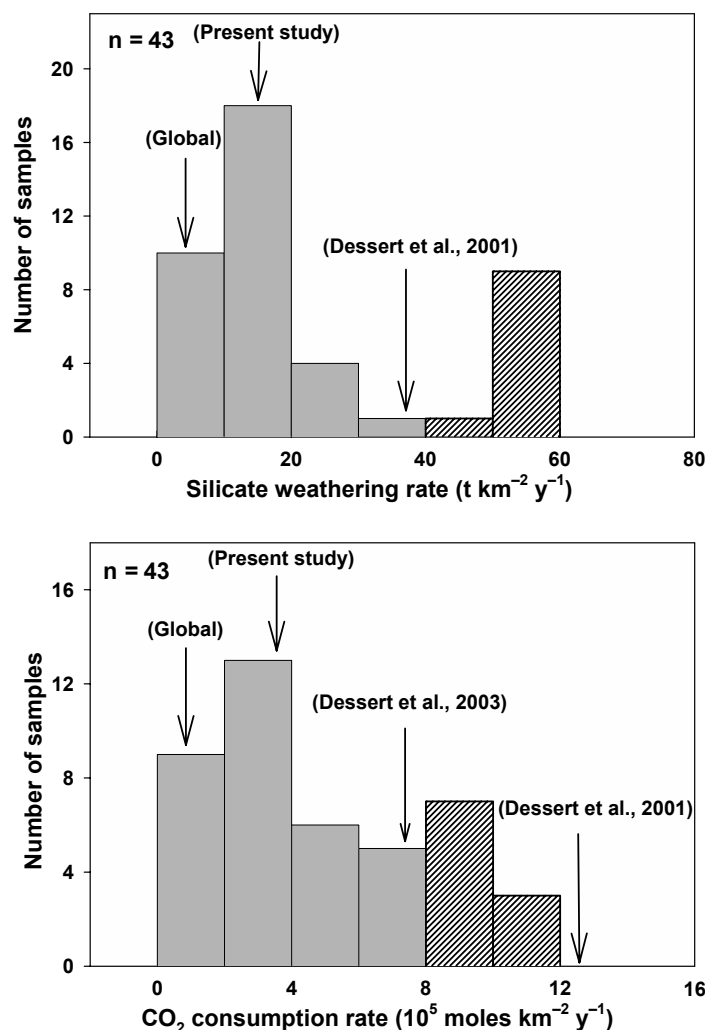 (Present study)
n = 43
20
16
12
8
4
0
Number of samples
(Global)
(Dessert et al., 2001)
0 20 40 60 80
Silicate weathering rate (t km⁻² y⁻¹)
(Present study)
n = 43
16
12
8
4
0
Number of samples
(Global)
(Dessert et al., 2003)
(Dessert et al., 2001)
0 4 8 12 16
CO₂ consumption rate (10⁵ moles km⁻² y⁻¹)